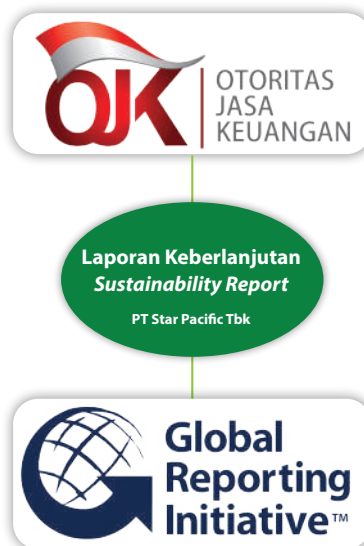 OJK
OTORITAS
JASA
KEUANGAN
Laporan Keberlanjutan
Sustainability Report
PT Star Pacific Tbk
Global
Reporting
Initiative™